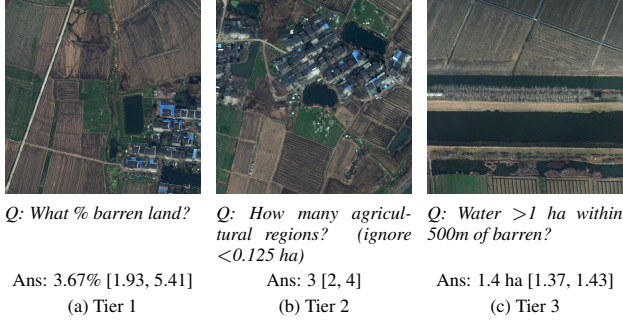 Q: What % barren land?
Ans: 3.67% [1.93, 5.41]
(a) Tier 1
Q: How many agricul-
tural regions? (ignore
<0.125 ha)
Ans: 3 [2, 4]
(b) Tier 2
Q: Water >1 ha within
500m of barren?
Ans: 1.4 ha [1.37, 1.43]
(c) Tier 3